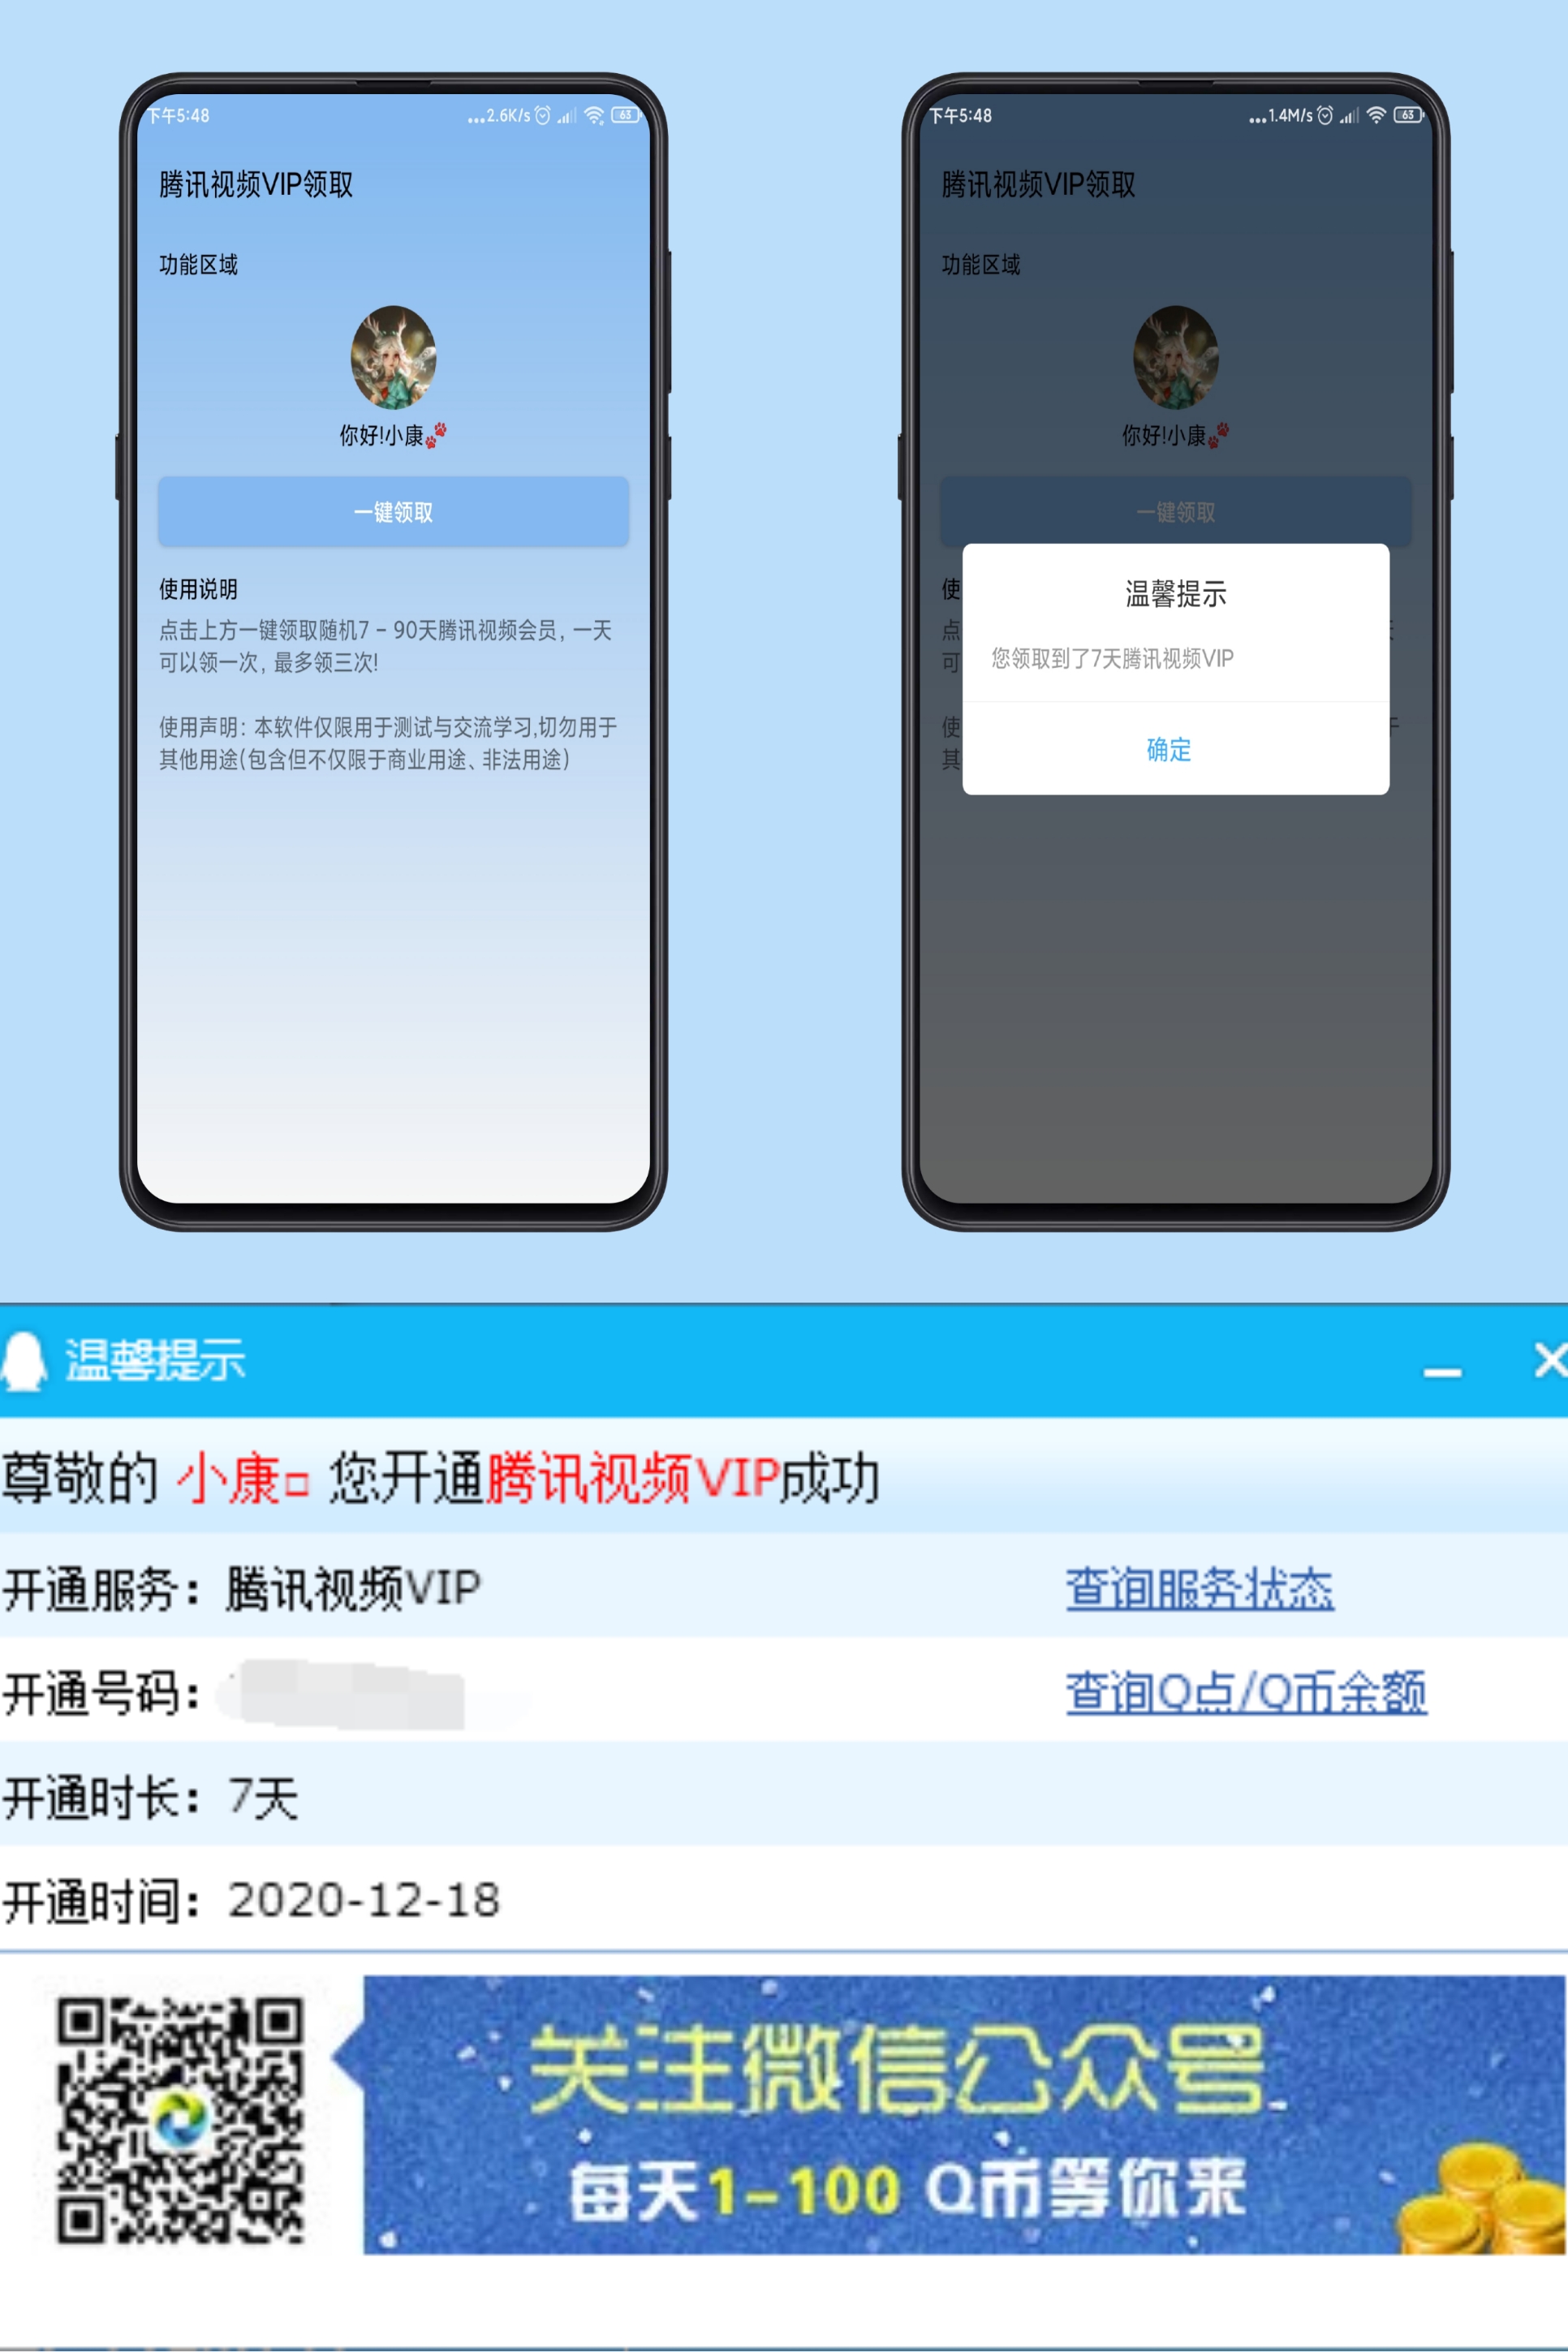 下午5:48
...2.6K/s
63
腾讯视频VIP领取
功能区域
你好!小康
一键领取
使用说明
点击上方一键领取随机7 - 90天腾讯视频会员, 一天
可以领一次, 最多领三次!
使用声明: 本软件仅限用于测试与交流学习,切勿用于
其他用途(包含但不仅限于商业用途、非法用途)
下午5:48
...1.4M/s
63
腾讯视频VIP领取
功能区域
你好!小康
一键领取
使
点
可
使
其
温馨提示
您领取到了7天腾讯视频VIP
确定
温馨提示
尊敬的 小康□ 您开通腾讯视频VIP成功
开通服务: 腾讯视频VIP 查询服务状态
开通号码: 查询Q点/Q币余额
开通时长: 7天
开通时间: 2020-12-18
关注微信公众号
每天1-100 Q币等你来